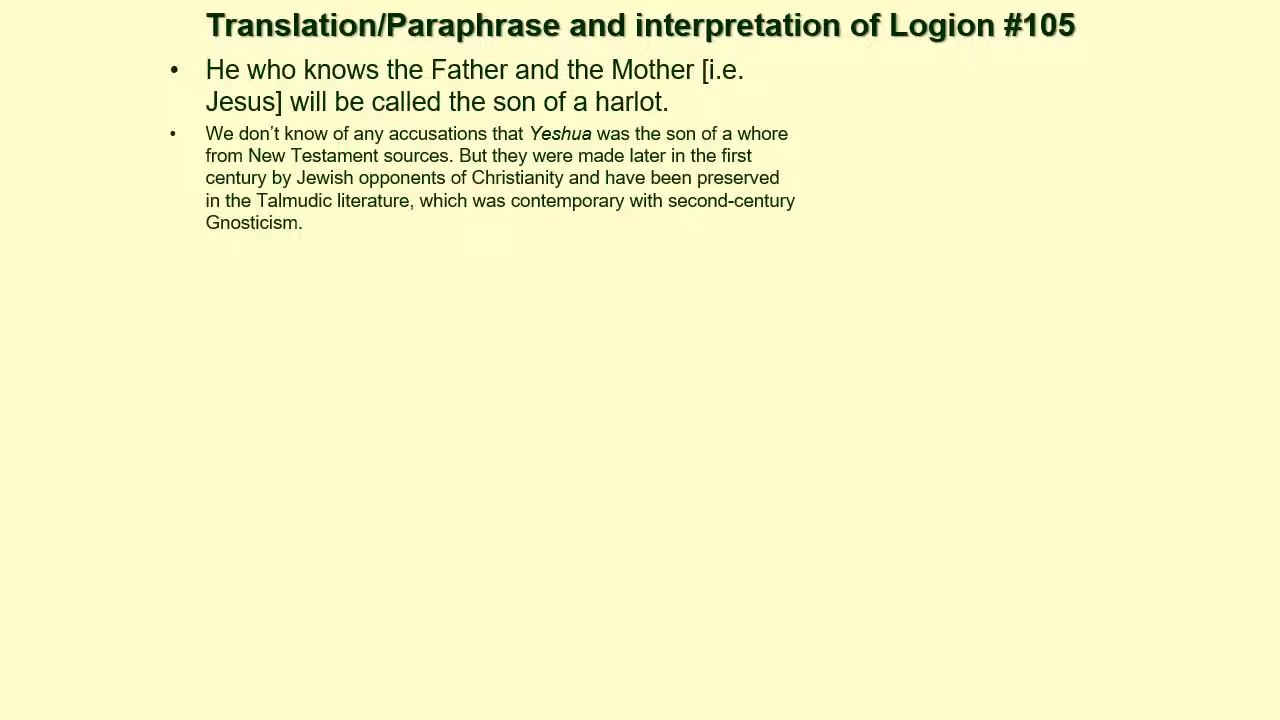 Translation/Paraphrase and interpretation of Logion #105
• He who knows the Father and the Mother [i.e.
Jesus] will be called the son of a harlot.
• We don’t know of any accusations that Yeshua was the son of a whore
from New Testament sources. But they were made later in the first
century by Jewish opponents of Christianity and have been preserved
in the Talmudic literature, which was contemporary with second-century
Gnosticism.